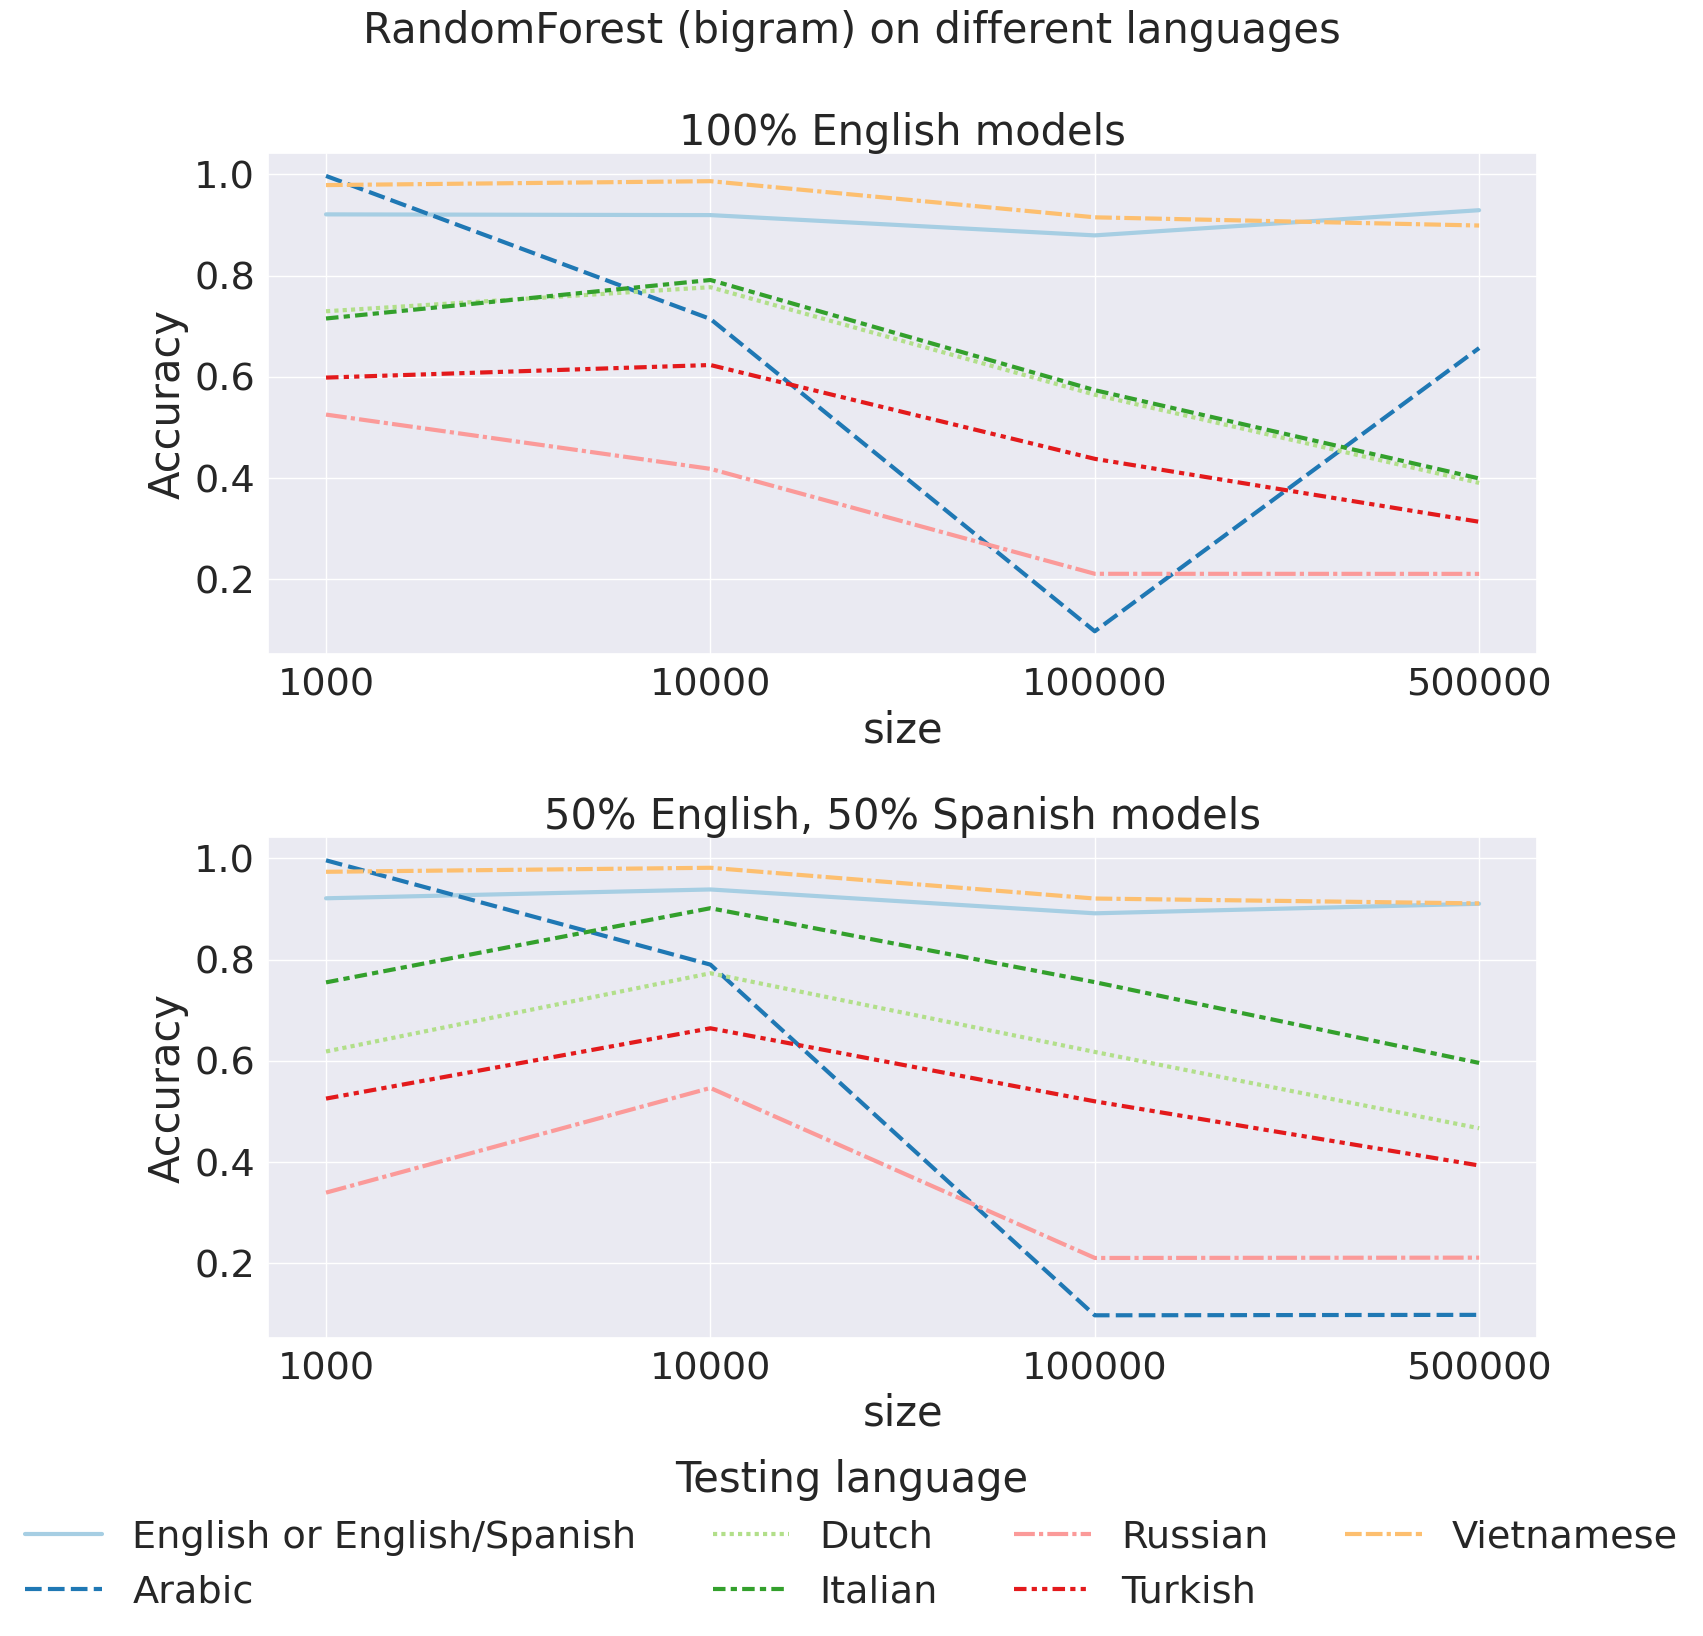 RandomForest (bigram) on different languages
100% English models
1.0
0.8
0.6
0.4
0.2
Accuracy
1000 10000 100000 500000
size
50% English, 50% Spanish models
1.0
0.8
0.6
0.4
0.2
Accuracy
1000 10000 100000 500000
size
Testing language
English or English/Spanish Dutch Russian Vietnamese
Arabic Italian Turkish